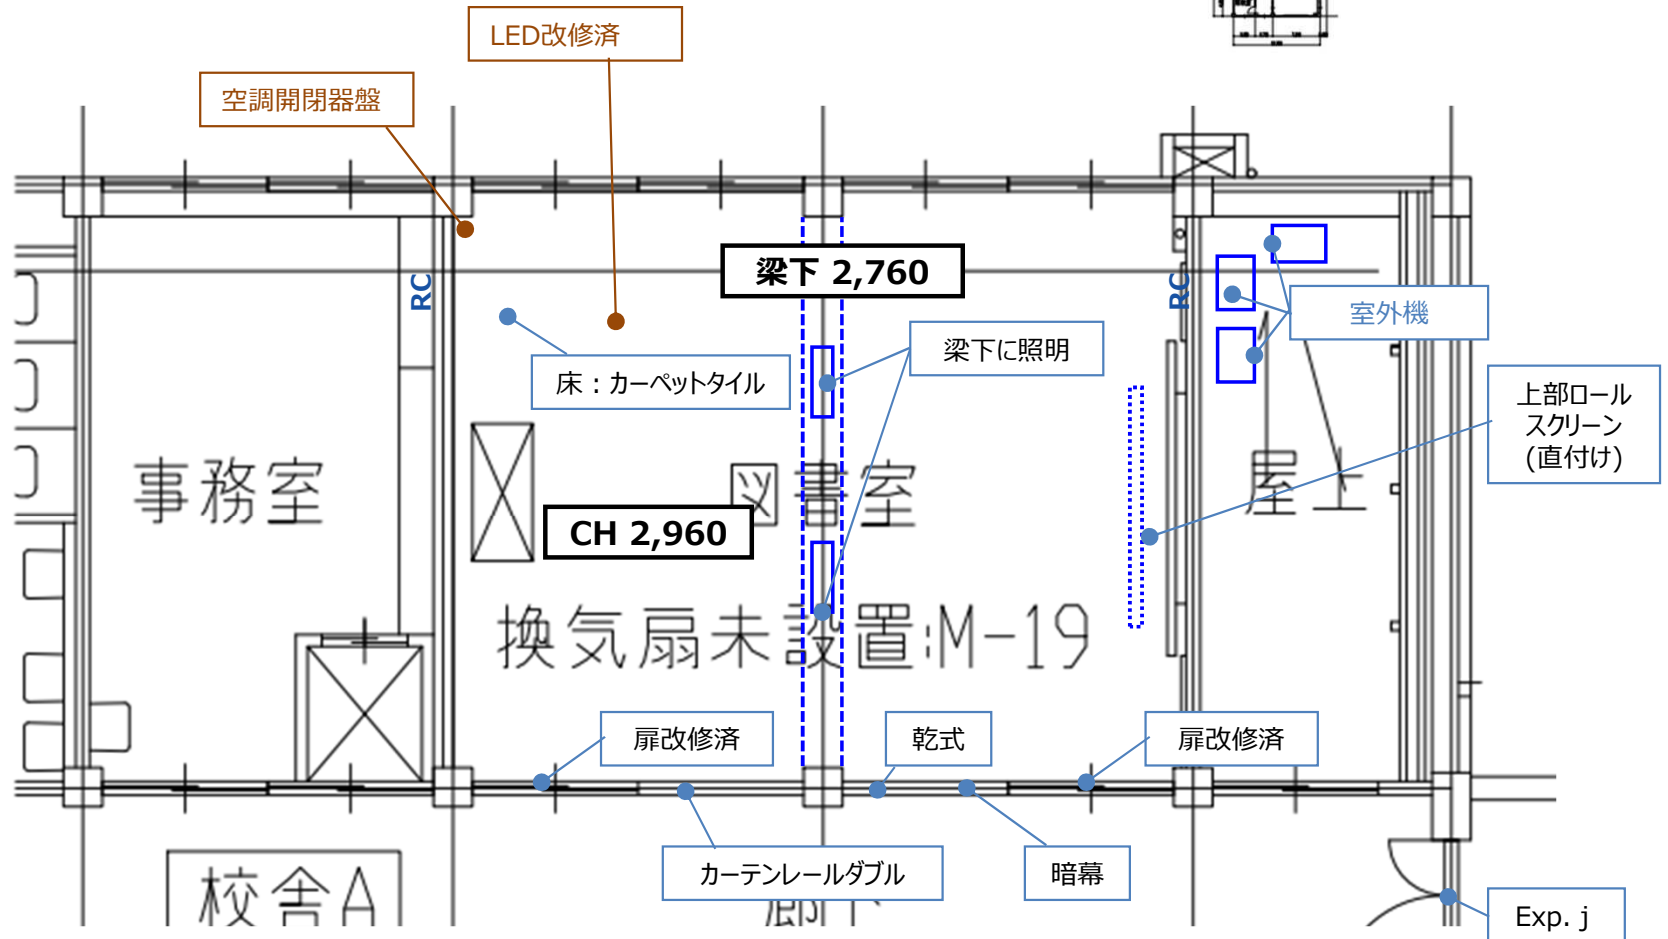 LED改修済
空調開閉器盤
梁下 2,760
RC
RC
室外機
梁下に照明
床：カーペットタイル
上部ロール
スクリーン
(直付け)
事務室
図書室
屋上
CH 2,960
換気扇未設置:M-19
扉改修済
乾式
扉改修済
カーテンレールダブル
暗幕
校舎A
廊下
Exp. j